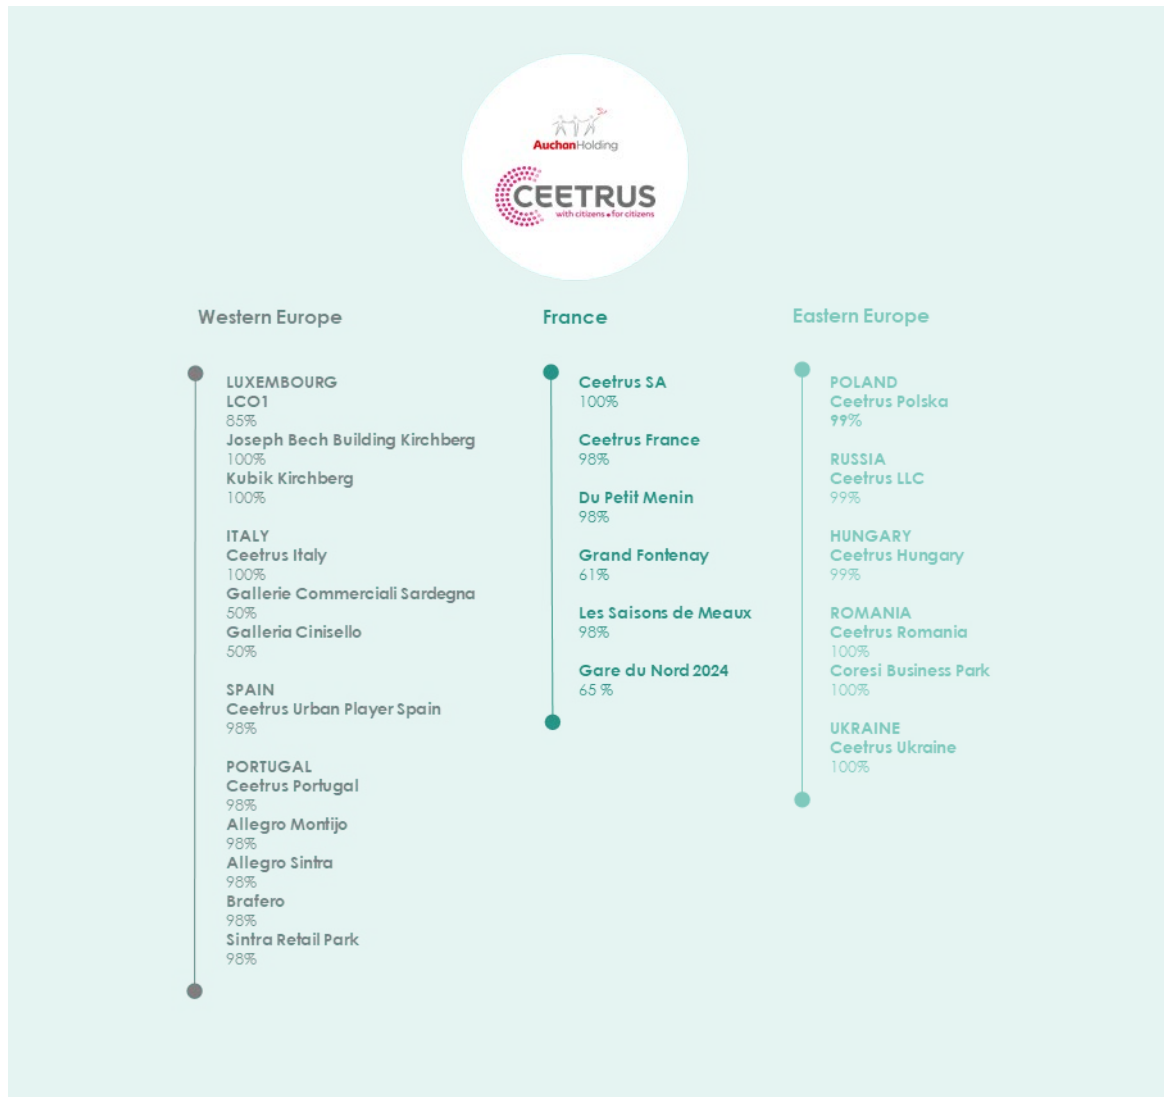 AuchanHolding
CEETRUS
with citizens • for citizens
Western Europe
LUXEMBOURG
LCO1
85%
Joseph Bech Building Kirchberg
100%
Kubik Kirchberg
100%
ITALY
Ceetrus Italy
100%
Gallerie Commerciali Sardegna
50%
Galleria Cinisello
50%
SPAIN
Ceetrus Urban Player Spain
98%
PORTUGAL
Ceetrus Portugal
98%
Allegro Montijo
98%
Allegro Sintra
98%
Brafero
98%
Sintra Retail Park
98%
France
Ceetrus SA
100%
Ceetrus France
98%
Du Petit Menin
98%
Grand Fontenay
61%
Les Saisons de Meaux
98%
Gare du Nord 2024
65 %
Eastern Europe
POLAND
Ceetrus Polska
99%
RUSSIA
Ceetrus LLC
99%
HUNGARY
Ceetrus Hungary
99%
ROMANIA
Ceetrus Romania
100%
Coresi Business Park
100%
UKRAINE
Ceetrus Ukraine
100%